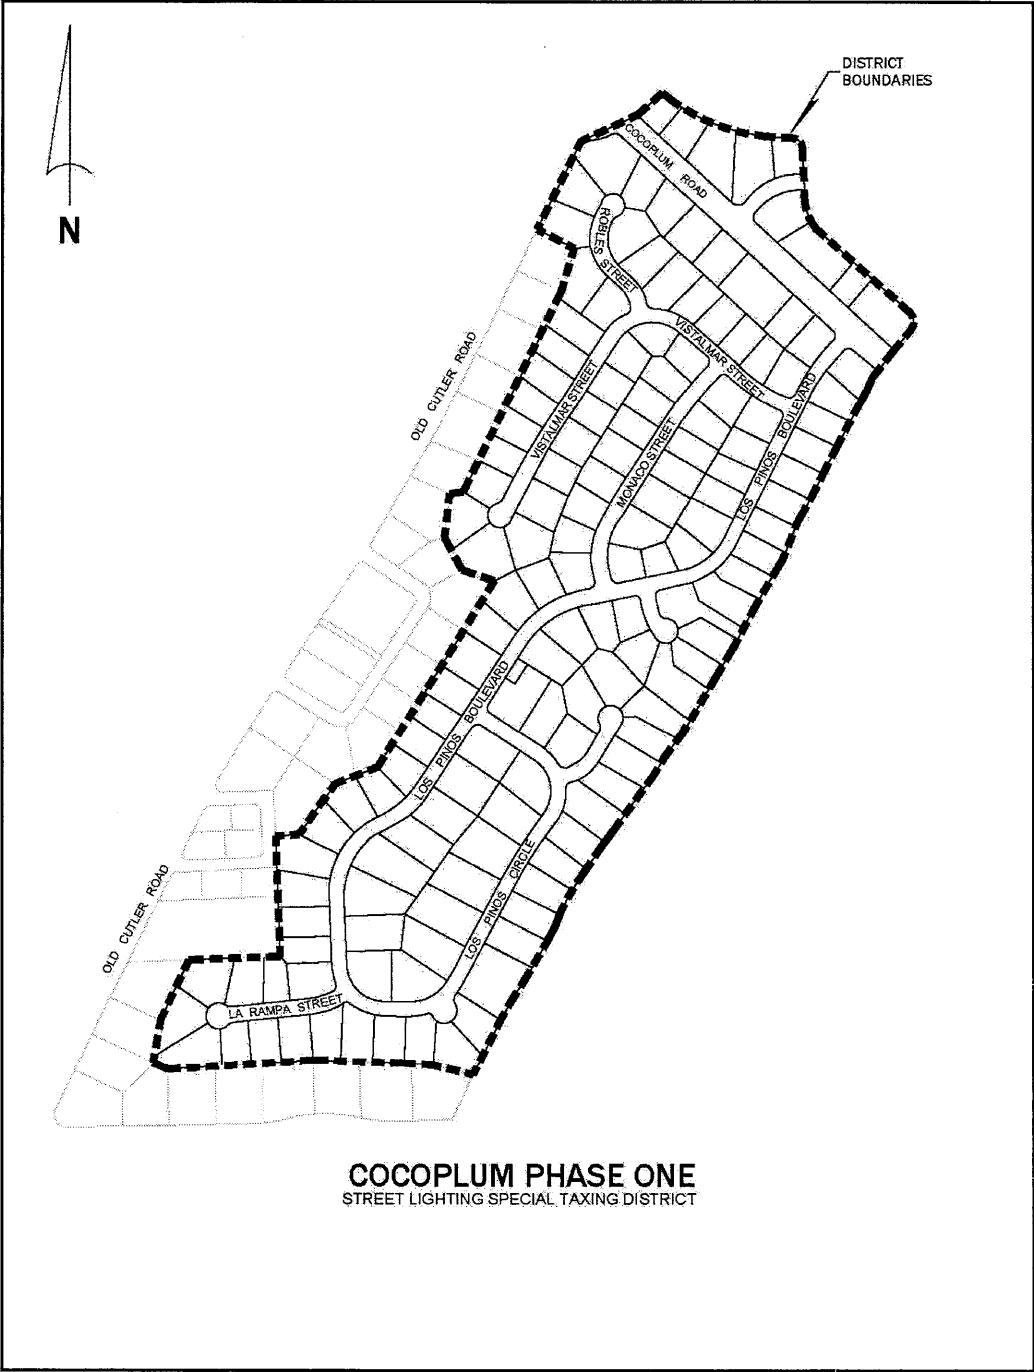 DISTRICT
BOUNDARIES
N
COCOPLUM ROAD
ROBLES STREET
VISTALMAR STREET
OLD CUTLER ROAD
VISTALMAR STREET
MONACO STREET
LOS PINOS BOULEVARD
LOS PINOS BOULEVARD
LOS PINOS CIRCLE
OLD CUTLER ROAD
LA RAMPA STREET
COCOPLUM PHASE ONE
STREET LIGHTING SPECIAL TAXING DISTRICT